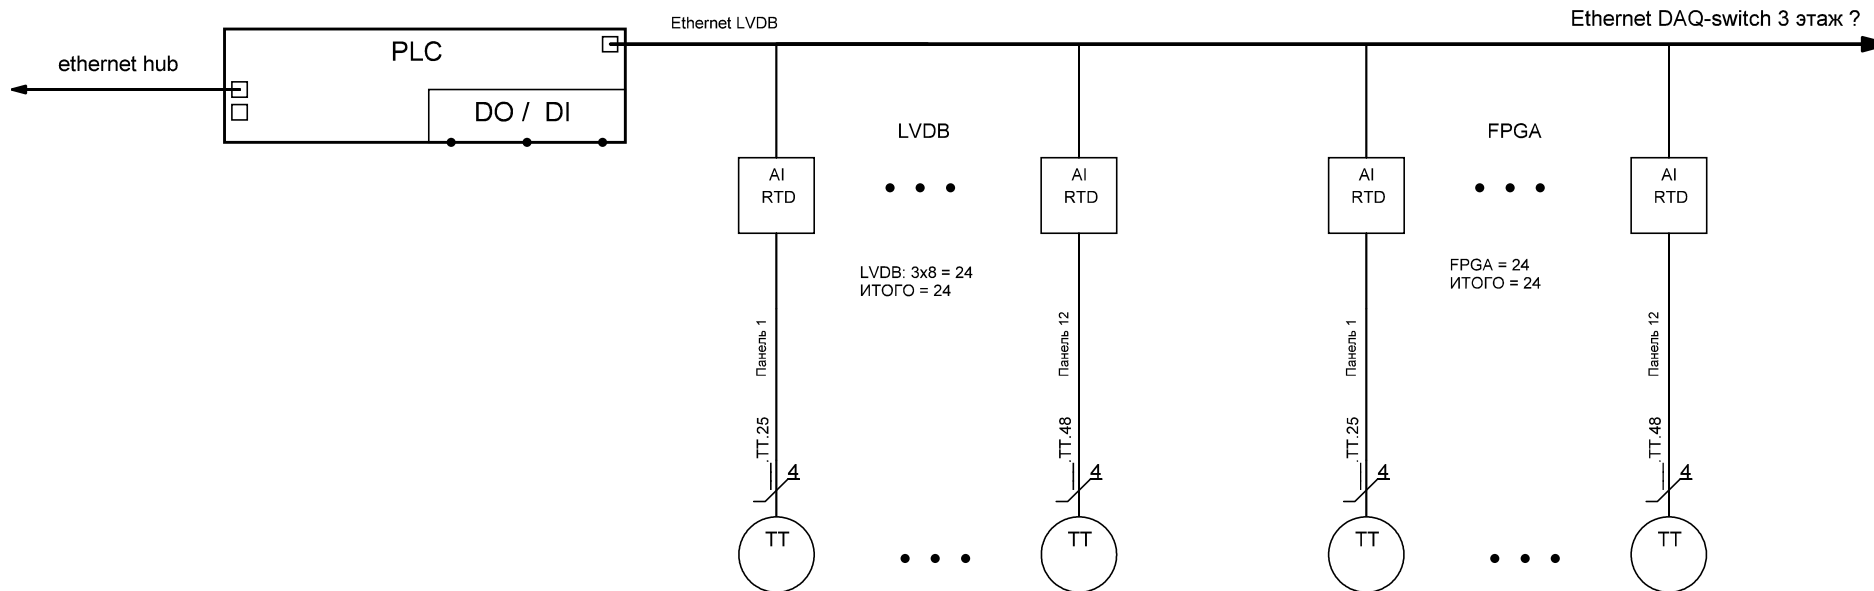 Ethernet LVDB
Ethernet DAQ-switch 3 этаж ?
PLC
ethernet hub
DO / DI
LVDB
FPGA
AI
RTD
AI
RTD
AI
RTD
AI
RTD
LVDB: 3x8 = 24
ИТОГО = 24
FPGA = 24
ИТОГО = 24
Панель 1
Панель 12
Панель 1
Панель 12
.TT.25
.TT.48
.TT.25
.TT.48
4
4
4
4
TT
TT
TT
TT